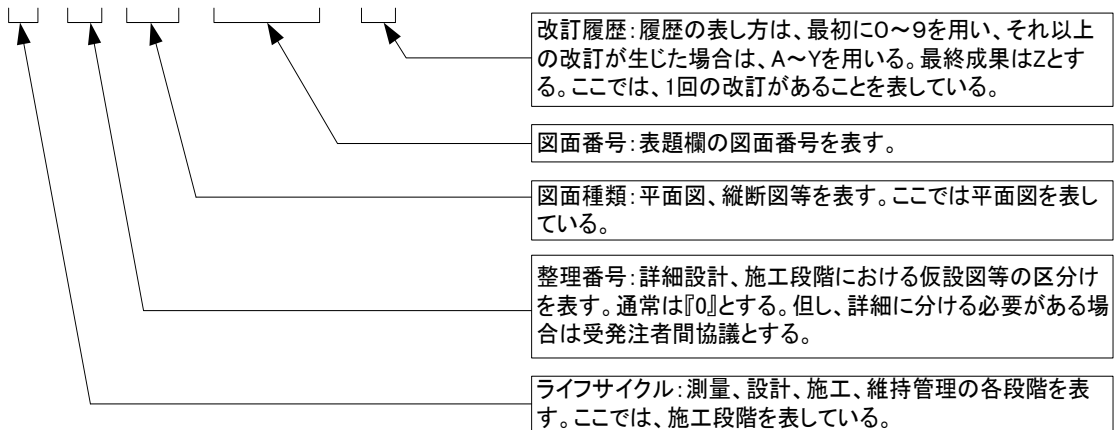 改訂履歴：履歴の表し方は、最初に０～９を用い、それ以上
の改訂が生じた場合は、A～Yを用いる。最終成果はZとす
る。ここでは、1回の改訂があることを表している。
図面番号：表題欄の図面番号を表す。
図面種類：平面図、縦断図等を表す。ここでは平面図を表し
ている。
整理番号：詳細設計、施工段階における仮設図等の区分け
を表す。通常は『0』とする。但し、詳細に分ける必要がある場
合は受発注者間協議とする。
ライフサイクル：測量、設計、施工、維持管理の各段階を表
す。ここでは、施工段階を表している。